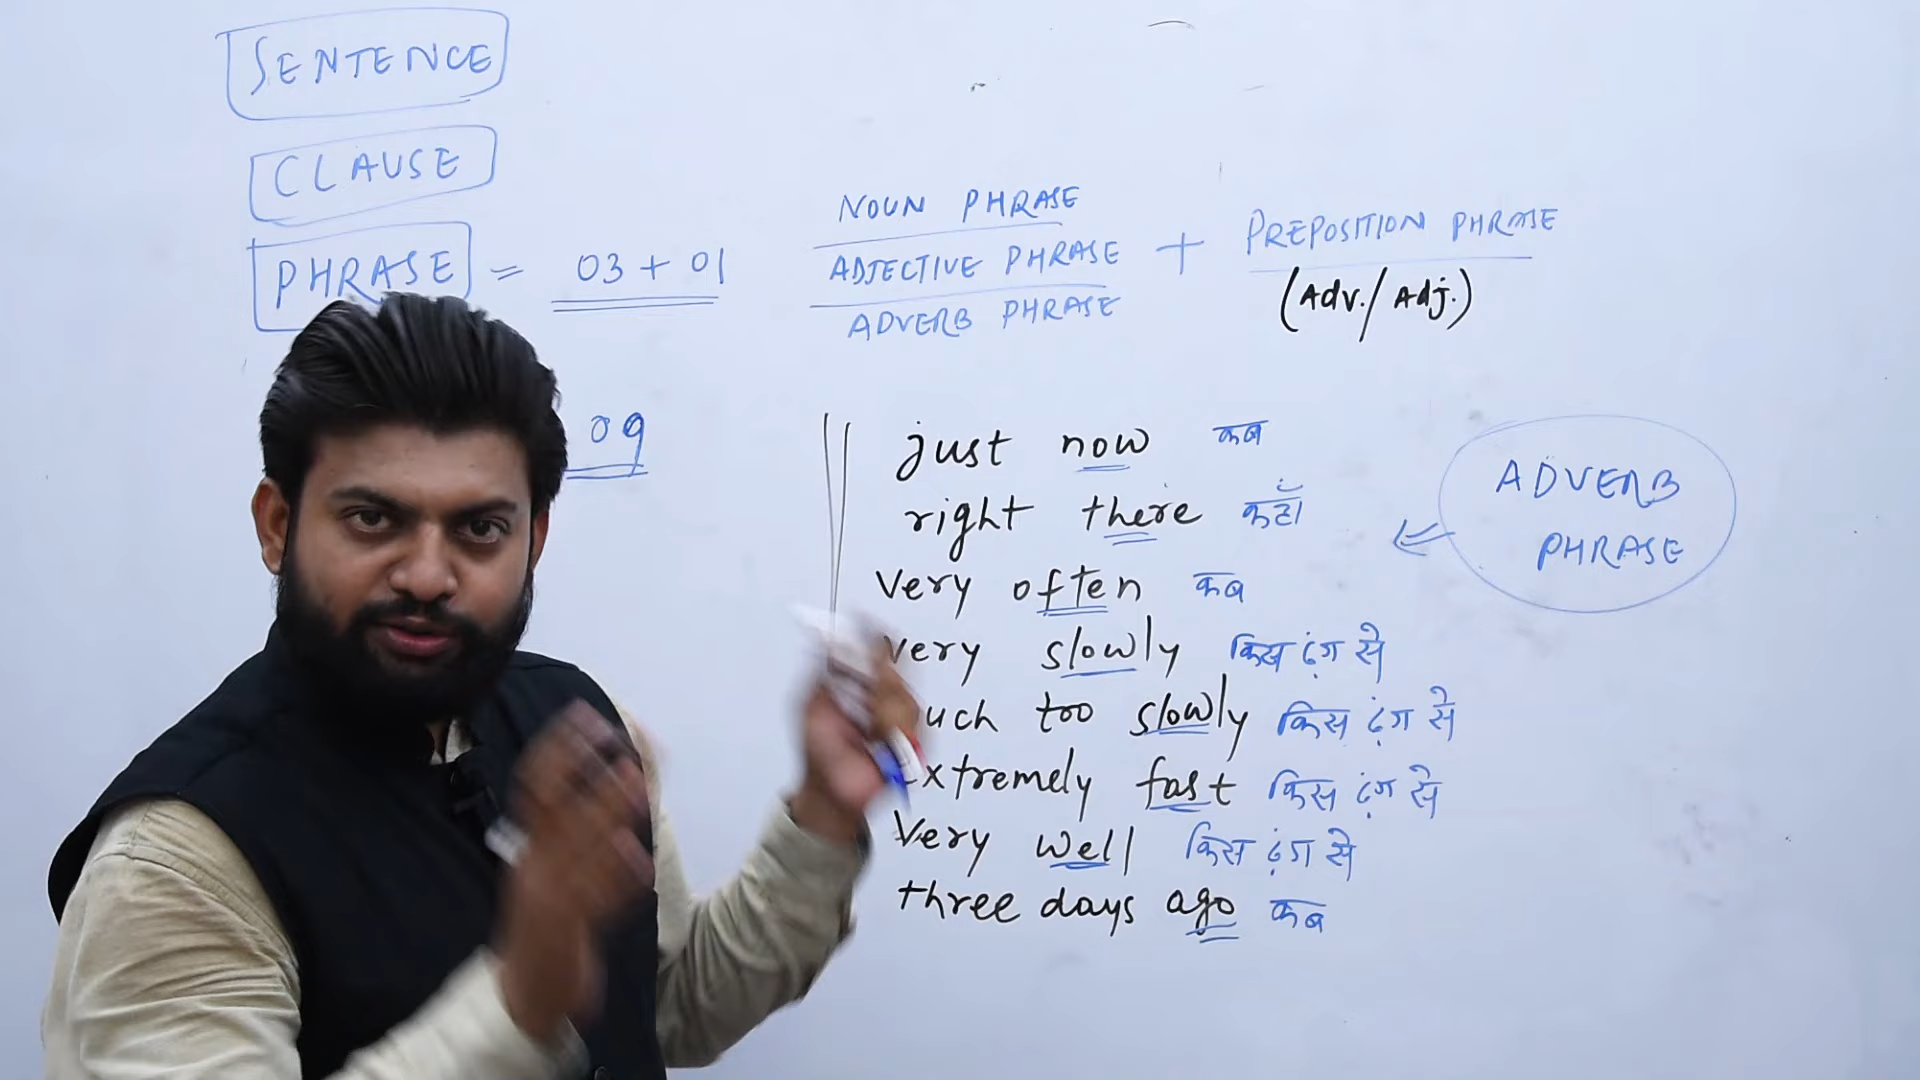 SENTENCE
CLAUSE
PHRASE = 03 + 01
NOUN PHRASE
ADJECTIVE PHRASE
ADVERB PHRASE
+ PREPOSITION PHRASE
(Adv./Adj.)
09
just now कब
right there कहाँ
very often कब
very slowly किस ढंग से
uch too slowly किस ढंग से
extremely fast किस ढंग से
Very well किस ढंग से
three days ago कब
ADVERB
PHRASE